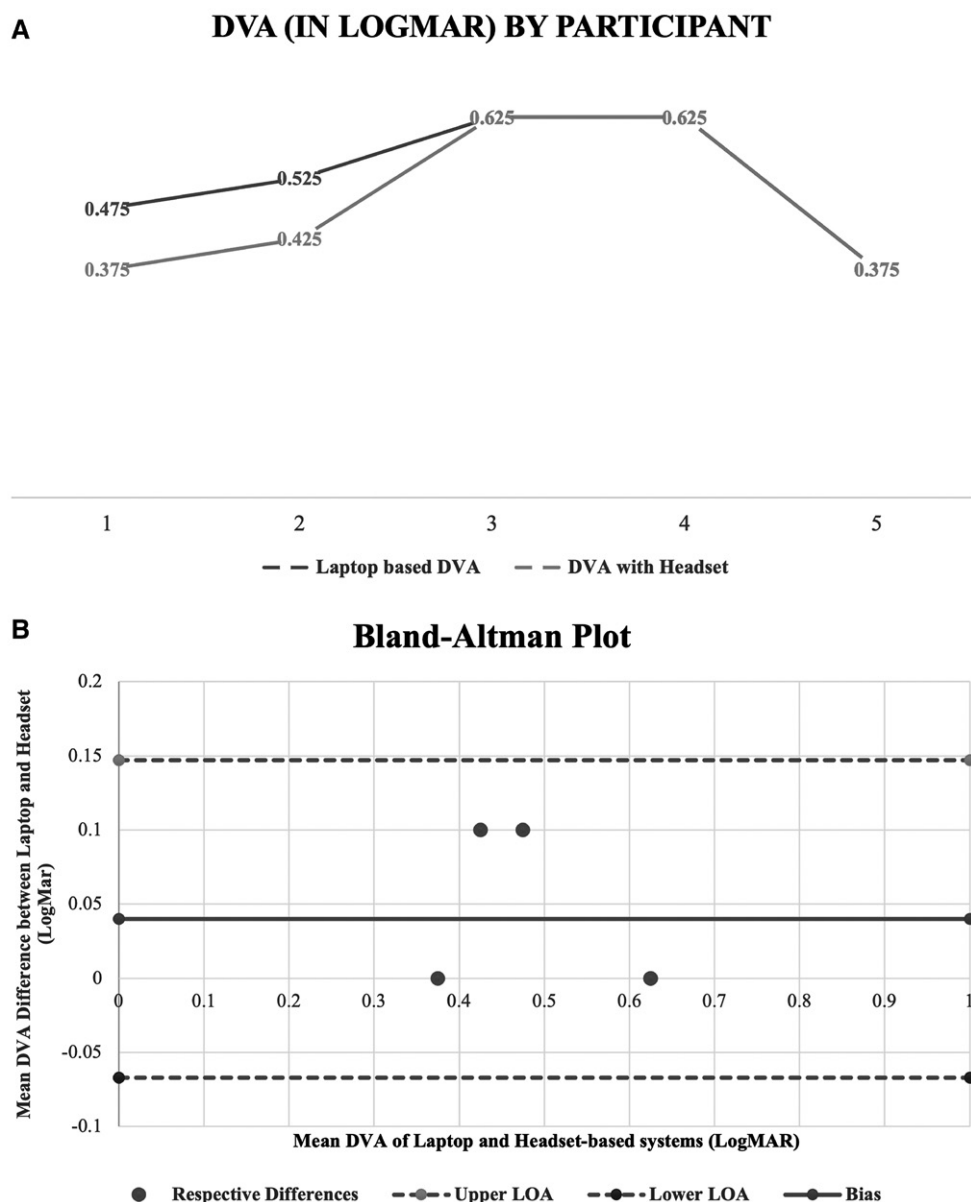 A
DVA (IN LOGMAR) BY PARTICIPANT
0.625 0.625
0.525
0.475
0.425
0.375 0.375
1 2 3 4 5
Laptop based DVA DVA with Headset
B
Bland-Altman Plot
Mean DVA Difference between Laptop and Headset
(LogMar)
0.2
0.15
0.1
0.05
0
0 0.1 0.2 0.3 0.4 0.5 0.6 0.7 0.8 0.9 1
-0.05
-0.1
Mean DVA of Laptop and Headset-based systems (LogMAR)
Respective Differences Upper LOA Lower LOA Bias